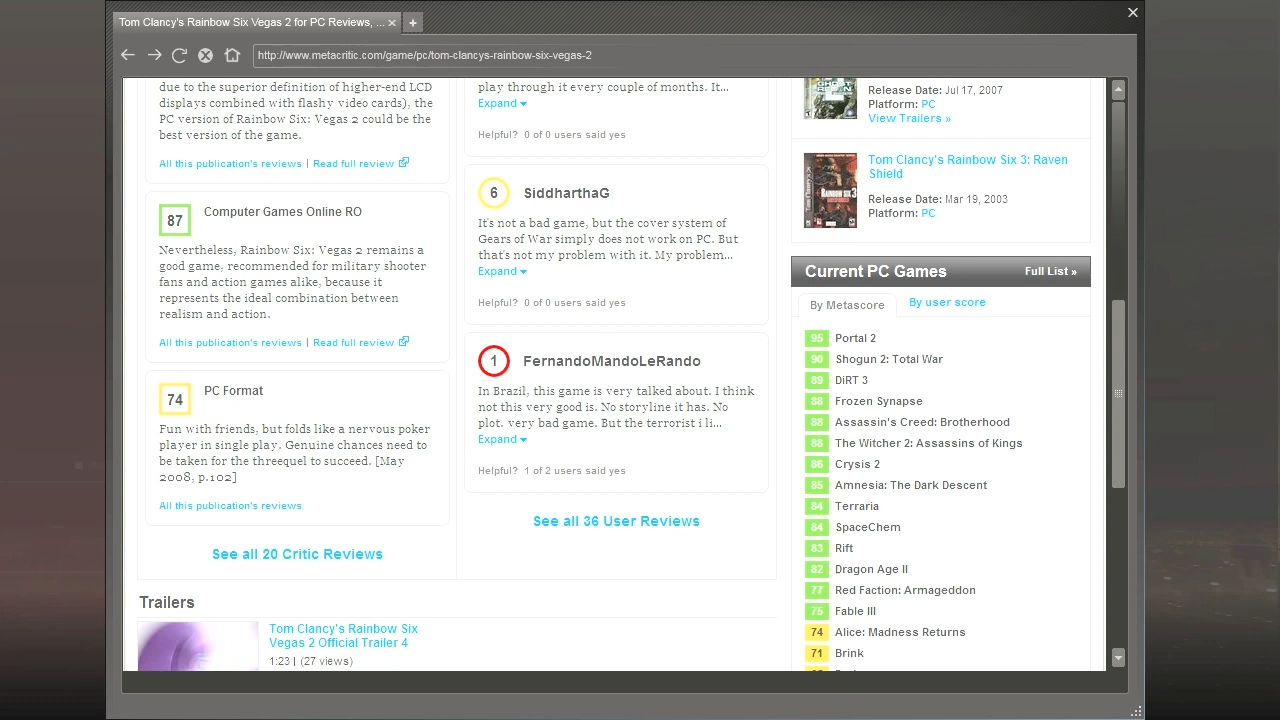 Tom Clancy's Rainbow Six Vegas 2 for PC Reviews, ...
http://www.metacritic.com/game/pc/tom-clancys-rainbow-six-vegas-2
due to the superior definition of higher-end LCD
displays combined with flashy video cards), the
PC version of Rainbow Six: Vegas 2 could be the
best version of the game.
All this publication's reviews | Read full review
87
Computer Games Online RO
Nevertheless, Rainbow Six: Vegas 2 remains a
good game, recommended for military shooter
fans and action games alike, because it
represents the ideal combination between
realism and action.
All this publication's reviews | Read full review
74
PC Format
Fun with friends, but folds like a nervous poker
player in single play. Genuine chances need to
be taken for the threequel to succeed. [May
2008, p.102]
All this publication's reviews
See all 20 Critic Reviews
play through it every couple of months. It...
Expand
Helpful? 0 of 0 users said yes
6
SiddharthaG
It's not a bad game, but the cover system of
Gears of War simply does not work on PC. But
that's not my problem with it. My problem...
Expand
Helpful? 0 of 0 users said yes
1
FernandoMandoLeRando
In Brazil, this game is very talked about. I think
not this very good is. No storyline it has. No
plot. very bad game. But the terrorist i li...
Expand
Helpful? 1 of 2 users said yes
See all 36 User Reviews
Trailers
Tom Clancy's Rainbow Six
Vegas 2 Official Trailer 4
1:23 | (27 views)
Release Date: Jul 17, 2007
Platform: PC
View Trailers »
Tom Clancy's Rainbow Six 3: Raven
Shield
Release Date: Mar 19, 2003
Platform: PC
Current PC Games
Full List »
By Metascore
By user score
95 Portal 2
90 Shogun 2: Total War
89 DiRT 3
88 Frozen Synapse
88 Assassin's Creed: Brotherhood
88 The Witcher 2: Assassins of Kings
86 Crysis 2
85 Amnesia: The Dark Descent
84 Terraria
84 SpaceChem
83 Rift
82 Dragon Age II
77 Red Faction: Armageddon
75 Fable III
74 Alice: Madness Returns
71 Brink